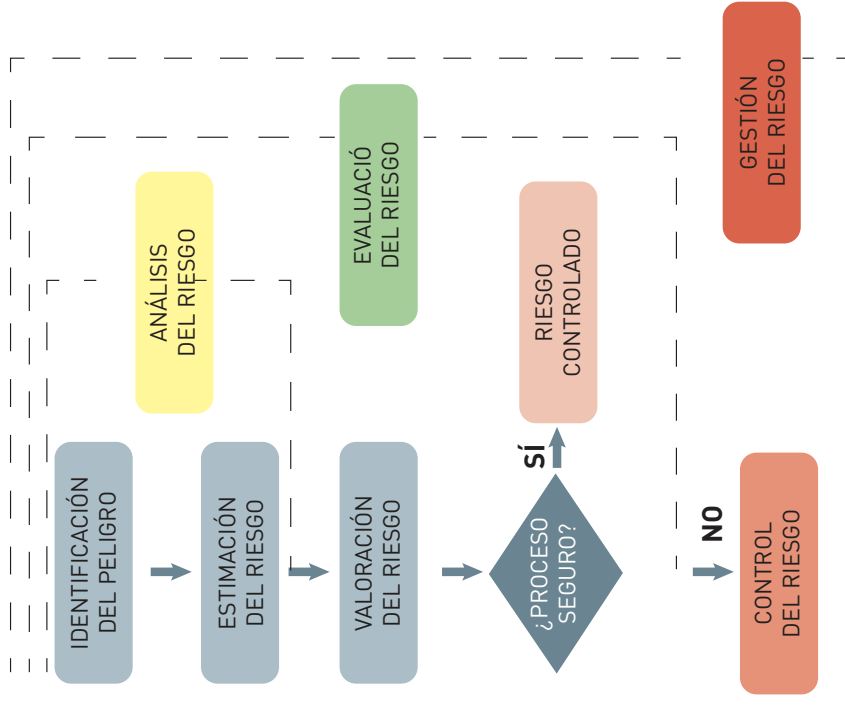 IDENTIFICACIÓN
DEL PELIGRO
ESTIMACIÓN
DEL RIESGO
ANÁLISIS
DEL RIESGO
VALORACIÓN
DEL RIESGO
EVALUACIÓ
DEL RIESGO
¿PROCESO
SEGURO?
SÍ
RIESGO
CONTROLADO
NO
CONTROL
DEL RIESGO
GESTIÓN
DEL RIESGO